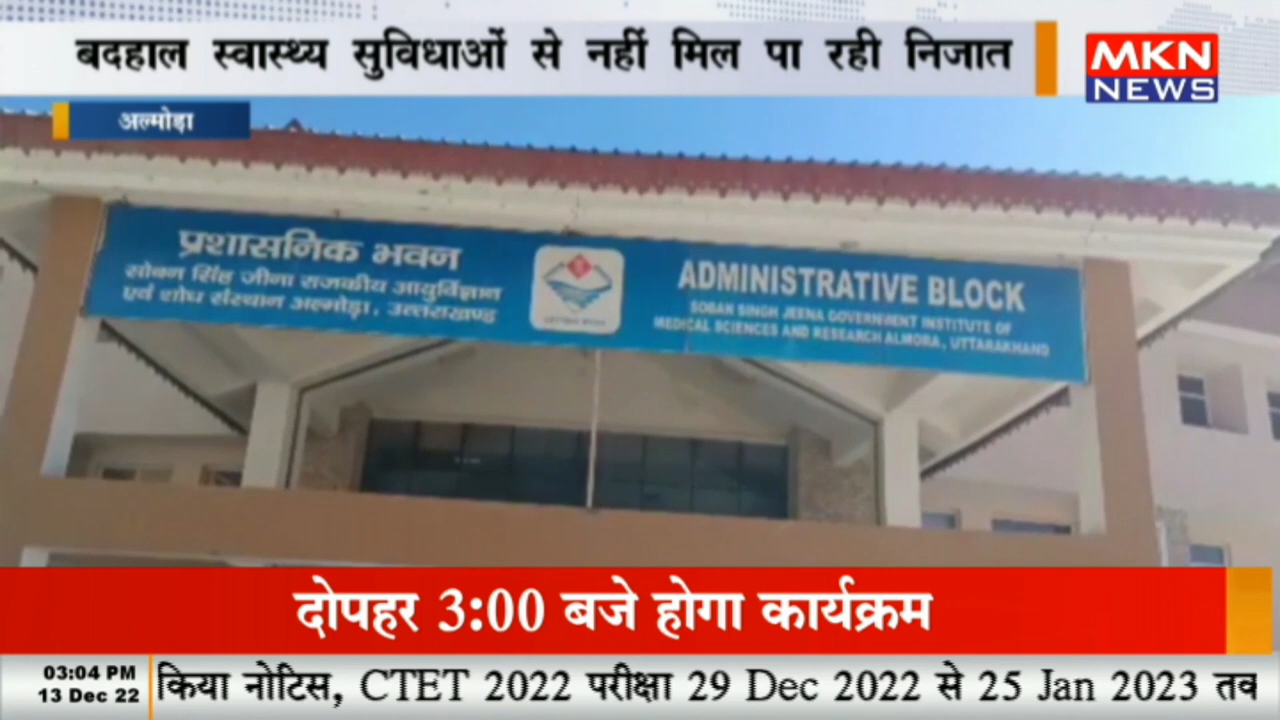 बदहाल स्वास्थ्य सुविधाओं से नहीं मिल पा रही निजात
MKN
NEWS
अल्मोड़ा
प्रशासनिक भवन
सोबन सिंह जीना राजकीय आयुर्विज्ञान
एवं शोध संस्थान अल्मोड़ा, उत्तराखण्ड
ADMINISTRATIVE BLOCK
SOBAN SINGH JEENA GOVERNMENT INSTITUTE OF
MEDICAL SCIENCES AND RESEARCH ALMORA, UTTARAKHAND
दोपहर 3:00 बजे होगा कार्यक्रम
03:04 PM
13 Dec 22
किया नोटिस, CTET 2022 परीक्षा 29 Dec 2022 से 25 Jan 2023 तव